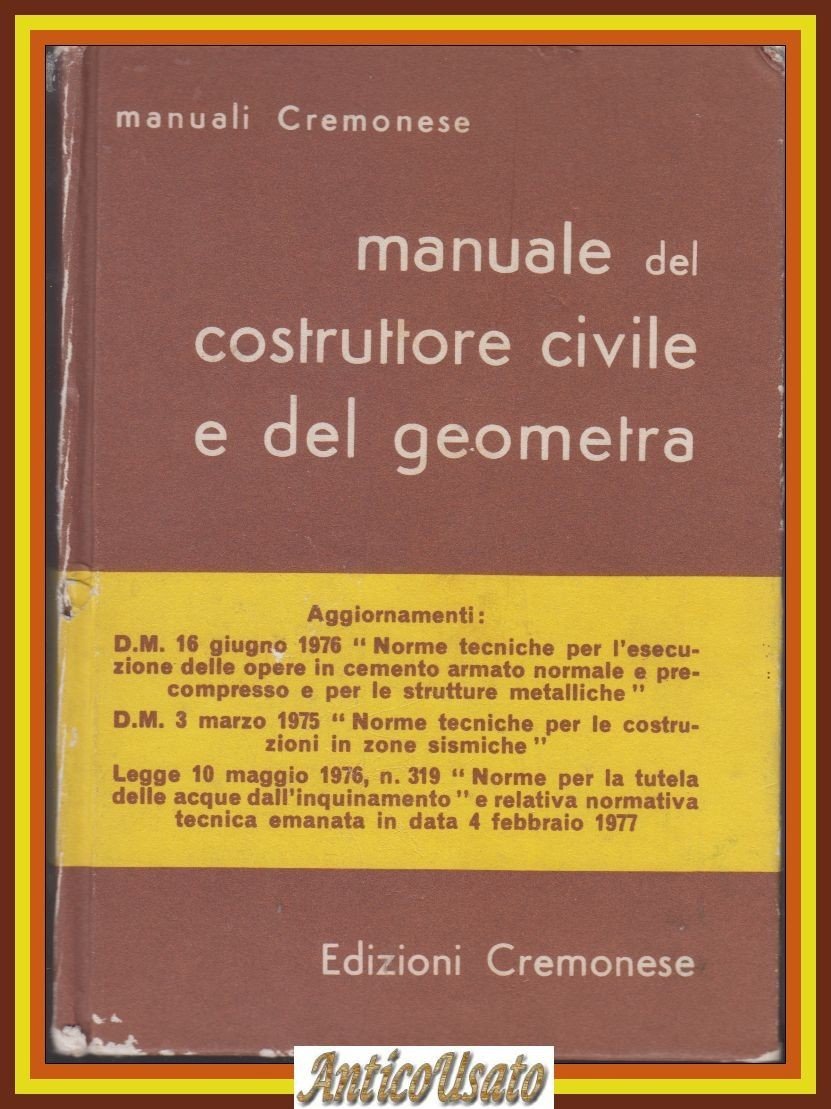 manuali Cremonese
manuale del
costruttore civile
e del geometra
Aggiornamenti:
D.M. 16 giugno 1976 " Norme tecniche per l'esecu-
zione delle opere in cemento armato normale e pre-
compresso e per le strutture metalliche "
D.M. 3 marzo 1975 " Norme tecniche per le costru-
zioni in zone sismiche "
Legge 10 maggio 1976, n. 319 " Norme per la tutela
delle acque dall'inquinamento " e relativa normativa
tecnica emanata in data 4 febbraio 1977
Edizioni Cremonese
AnticoUsato